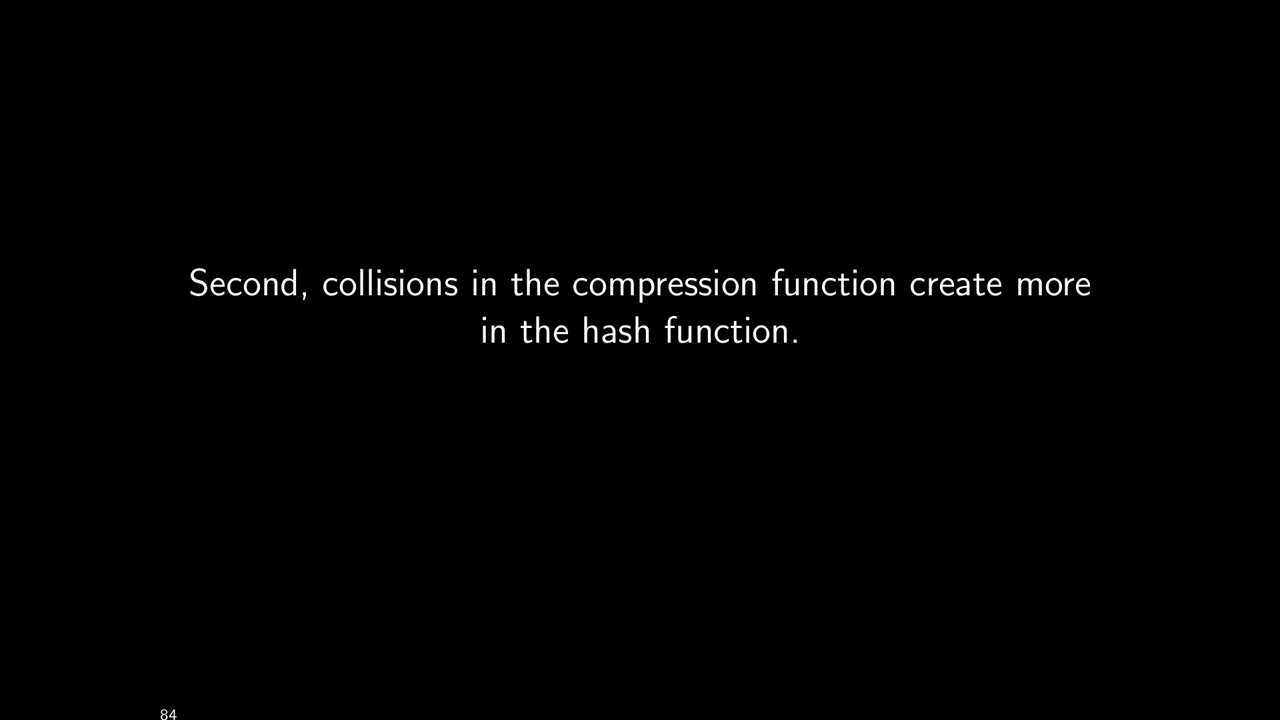 Second, collisions in the compression function create more
in the hash function.
84